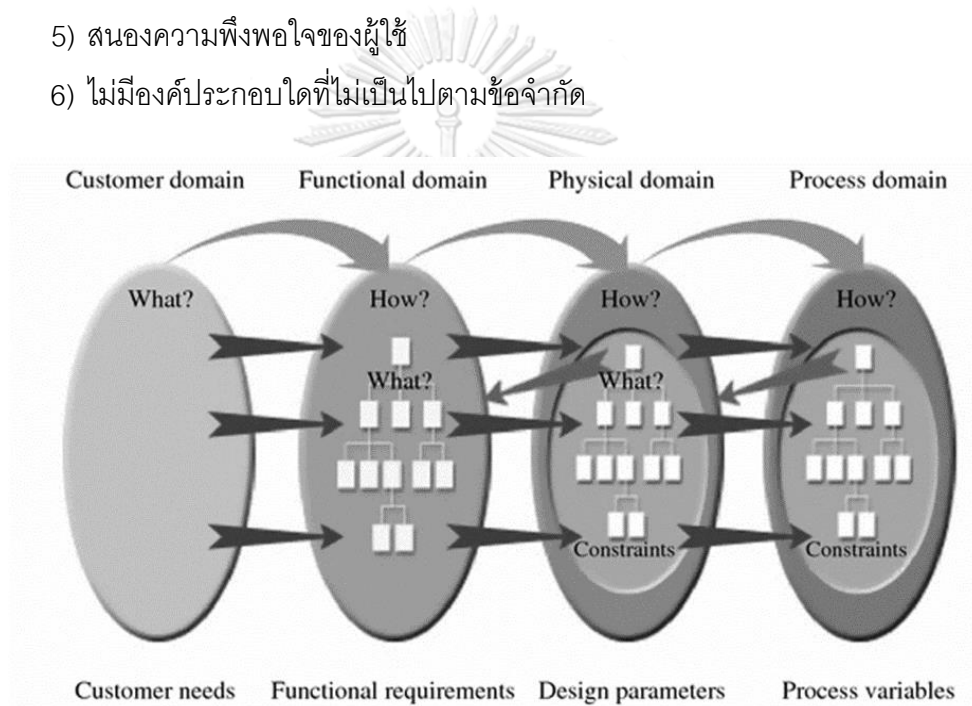 5) สนองความพึงพอใจของผู้ใช้
6) ไม่มีองค์ประกอบใดที่ไม่เป็นไปตามข้อจำกัด
Customer domain Functional domain Physical domain Process domain
What? How? How? How?
What? What?
Constraints Constraints
Customer needs Functional requirements Design parameters Process variables